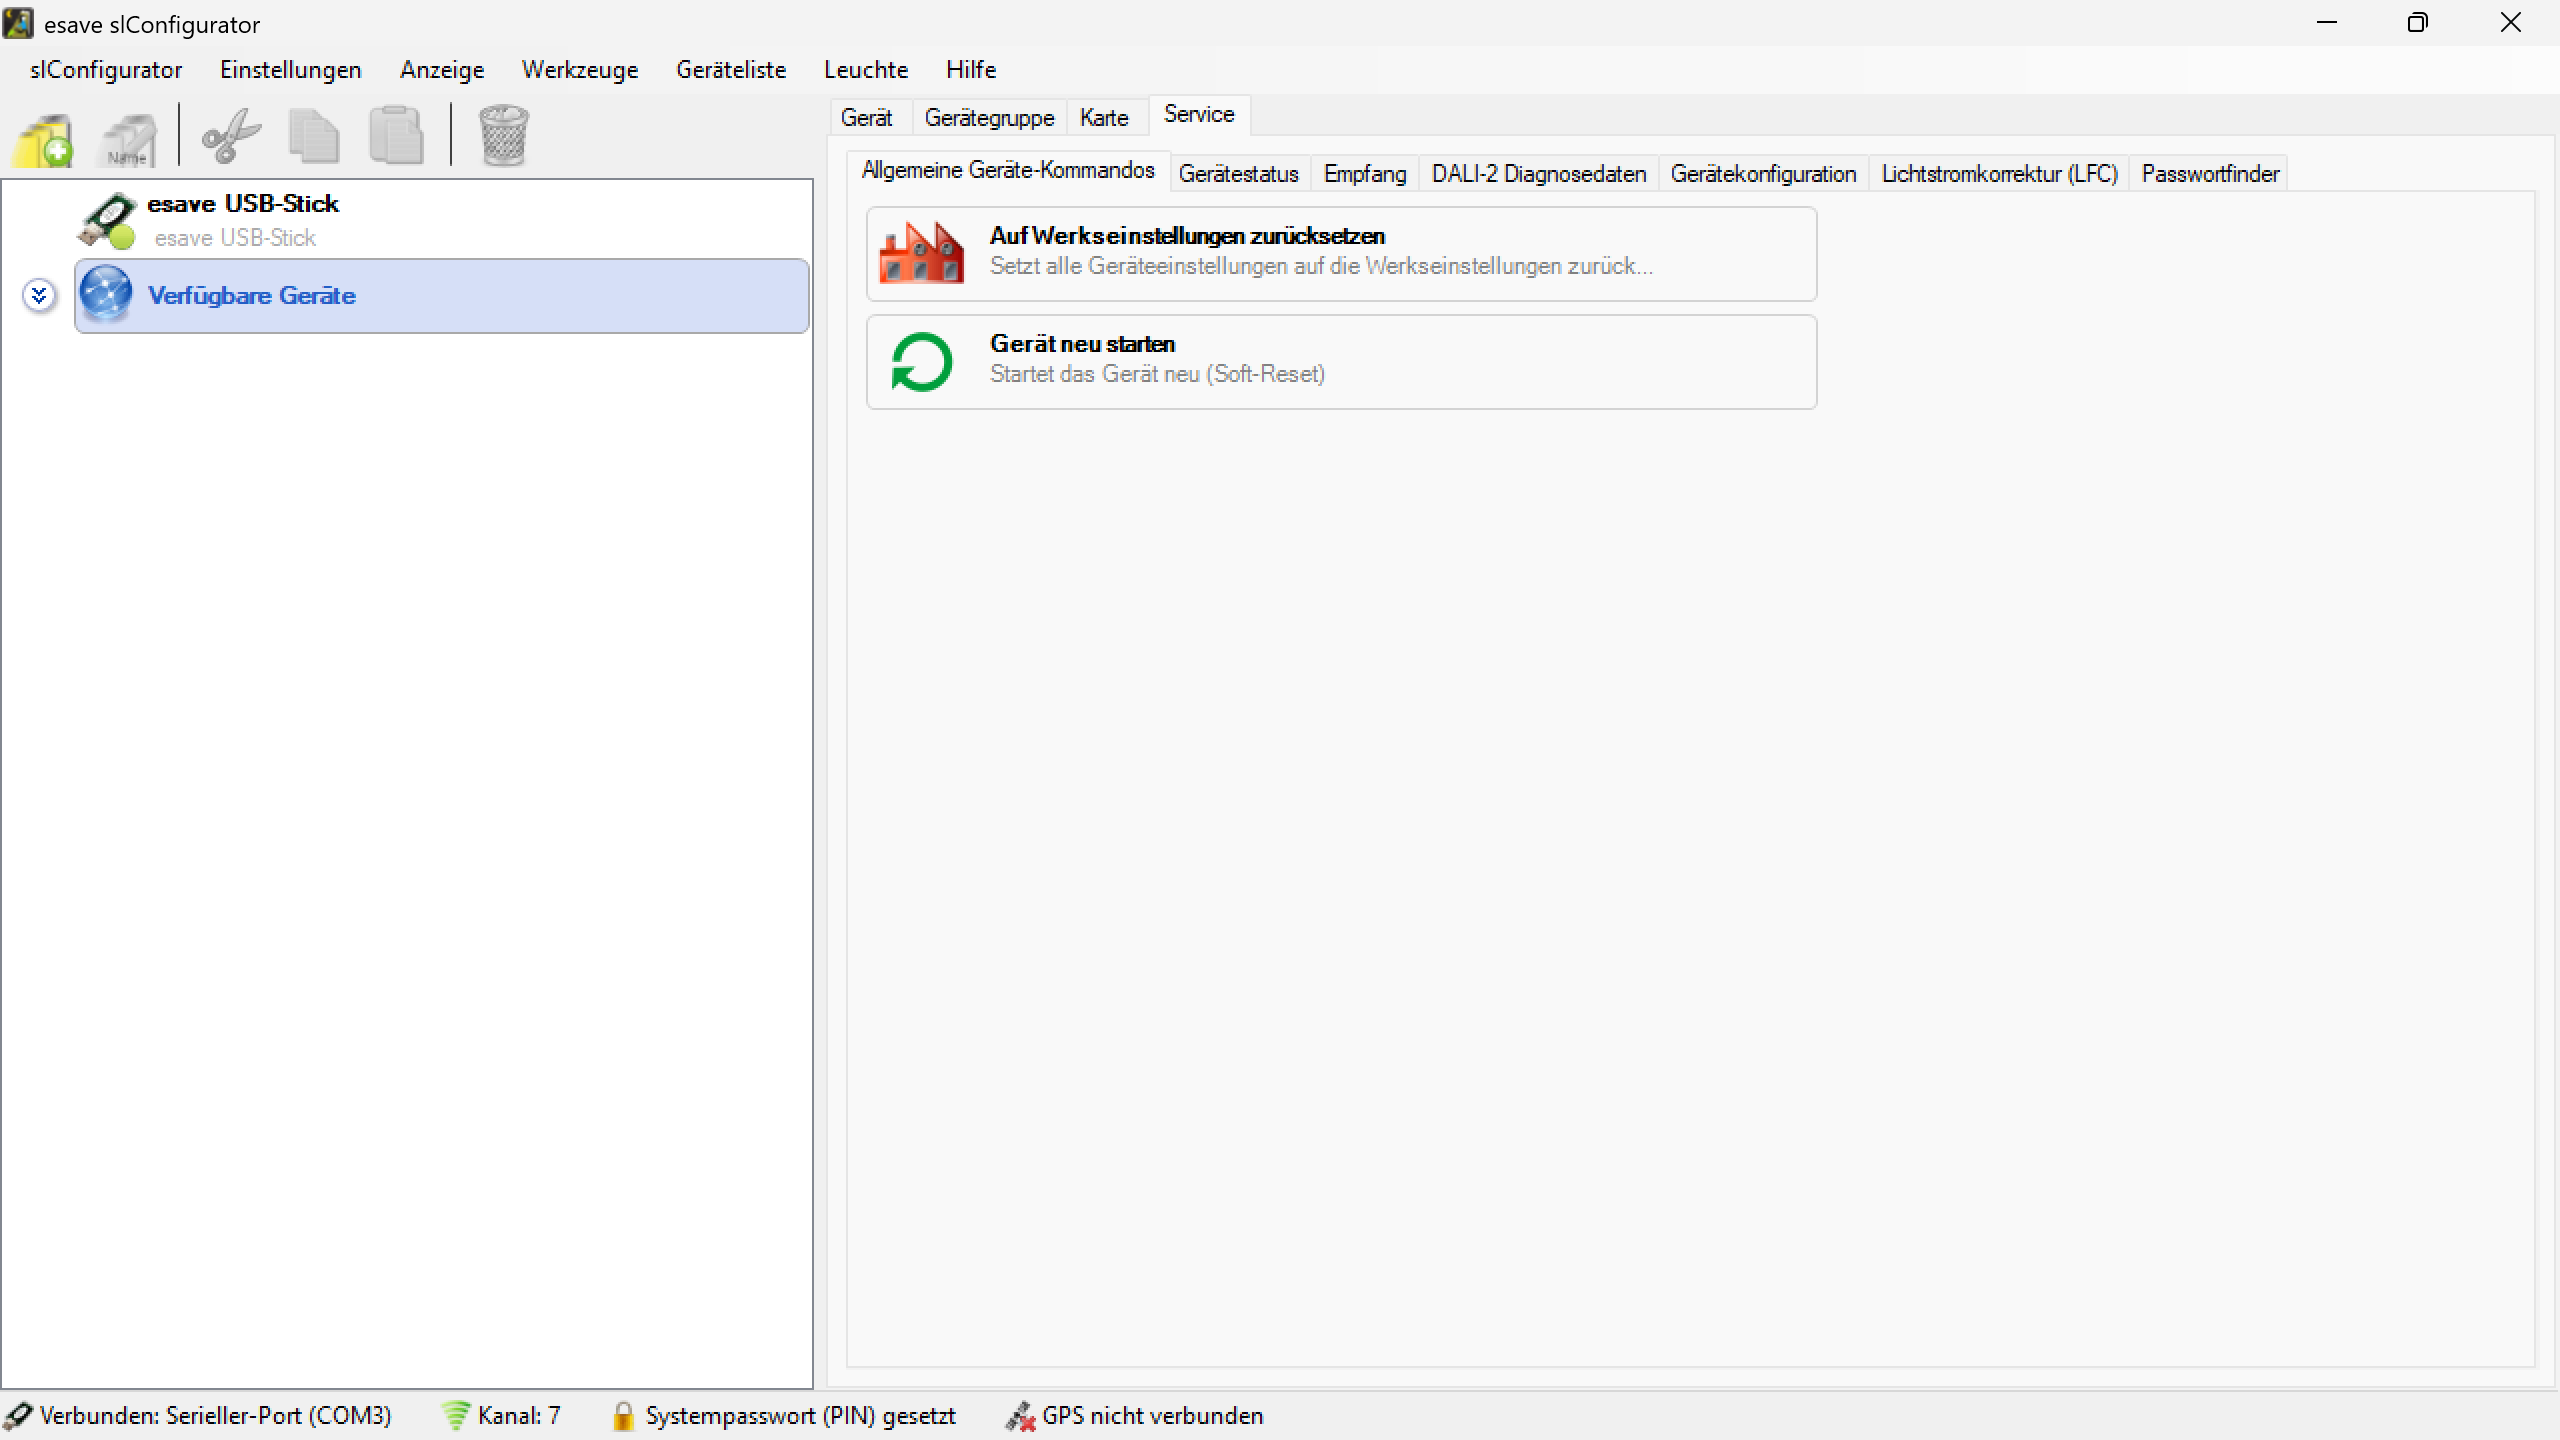 esave slConfigurator
slConfigurator Einstellungen Anzeige Werkzeuge Geräteliste Leuchte Hilfe
Name
Gerät Gerätegruppe Karte Service
Allgemeine Geräte-Kommandos Gerätestatus Empfang DALI-2 Diagnosedaten Gerätekonfiguration Lichtstromkorrektur (LFC) Passwortfinder
esave USB-Stick
esave USB-Stick
Verfügbare Geräte
Auf Werkseinstellungen zurücksetzen
Setzt alle Geräteeinstellungen auf die Werkseinstellungen zurück...
Gerät neu starten
Startet das Gerät neu (Soft-Reset)
Verbunden: Serieller-Port (COM3) Kanal: 7 Systempasswort (PIN) gesetzt GPS nicht verbunden